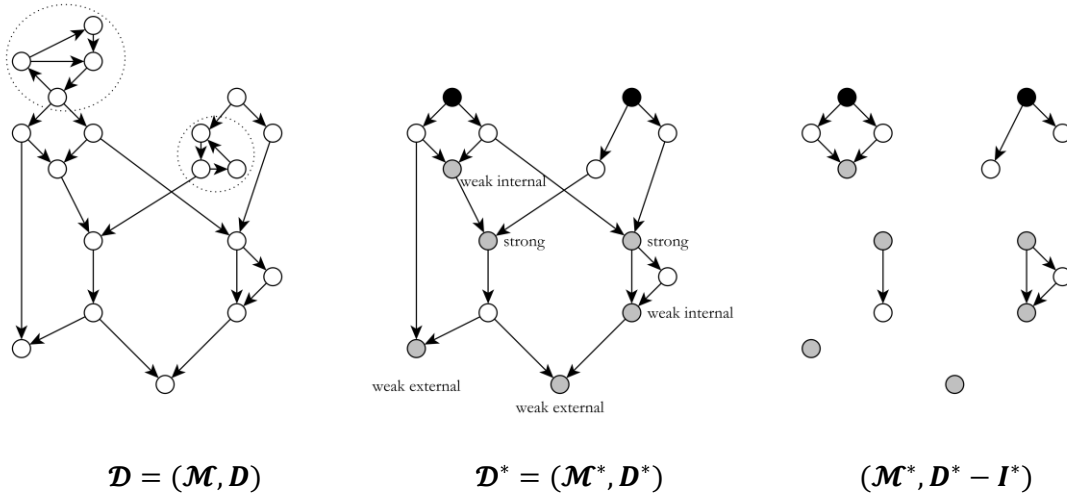 weak internal
strong
strong
weak internal
weak external
weak external
𝓓 = (𝓜, 𝑫)
𝓓* = (𝓜*, 𝑫*)
(𝓜*, 𝑫* − 𝑰*)